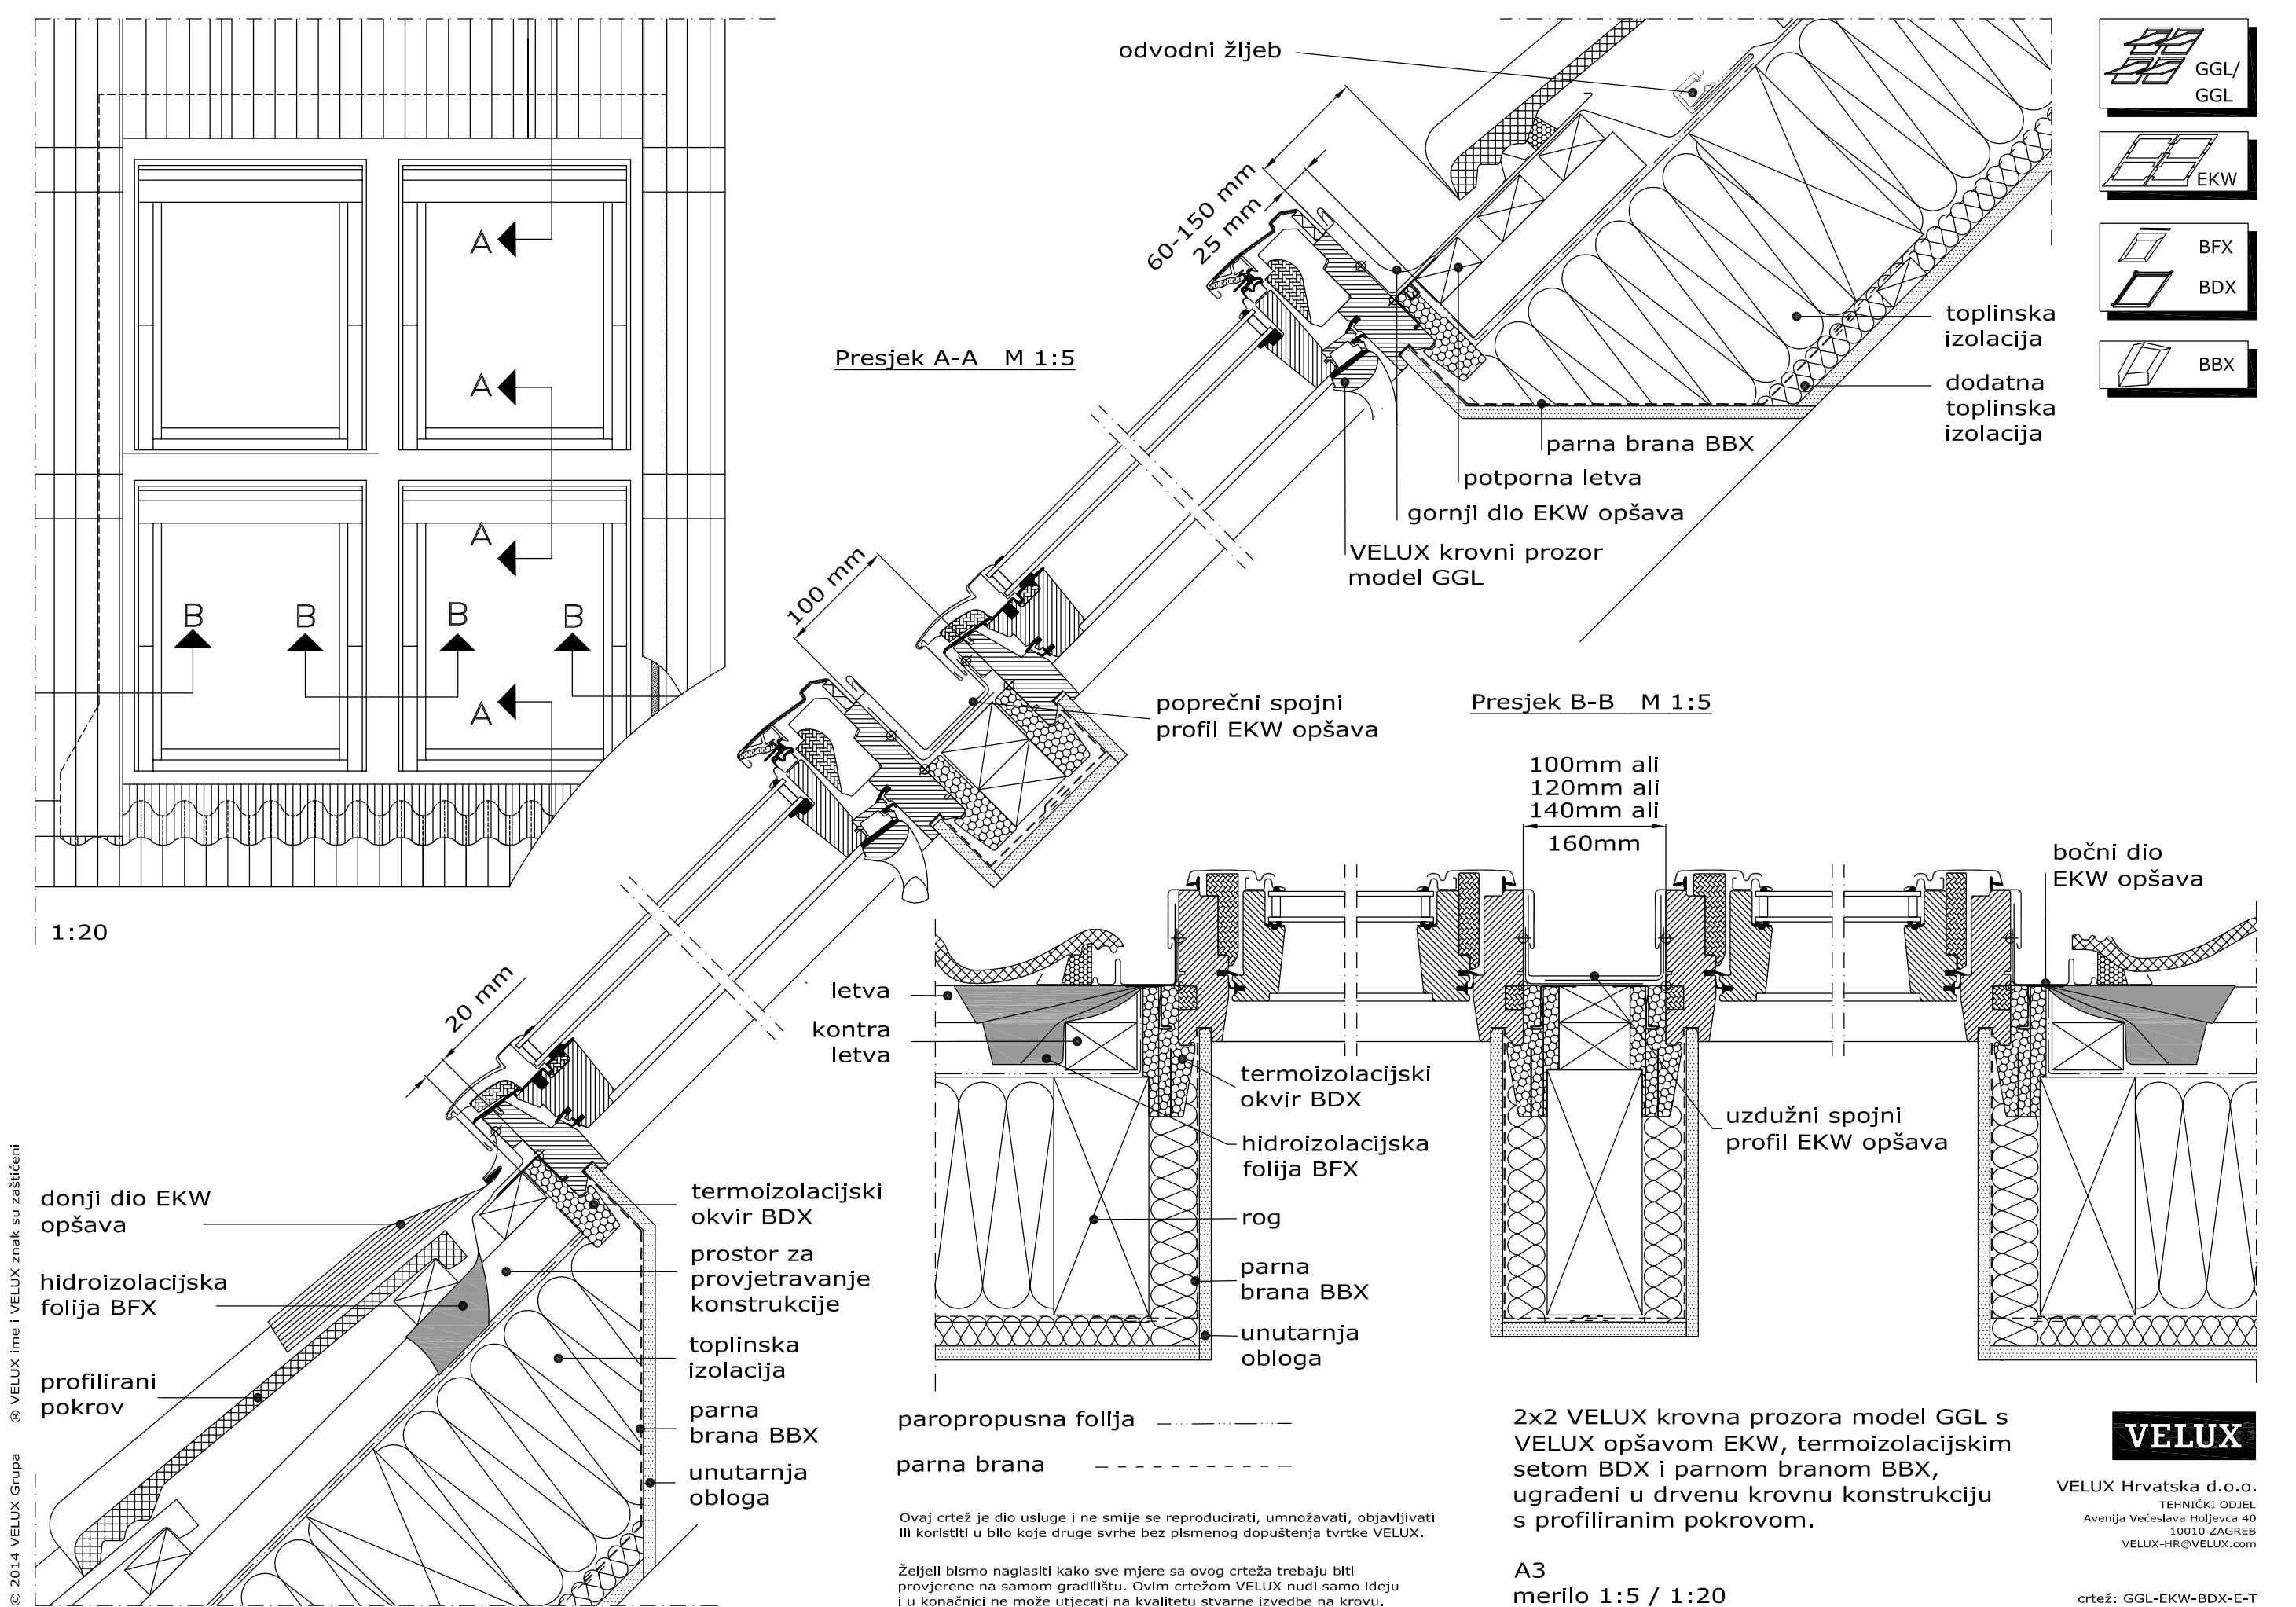 odvodni žljeb
60-150 mm
25 mm
GGL/
GGL
EKW
BFX
BDX
BBX
A
A
A
A
B
B
B
B
1:20
Presjek A-A M 1:5
toplinska
izolacija
dodatna
toplinska
izolacija
parna brana BBX
potporna letva
gornji dio EKW opšava
VELUX krovni prozor
model GGL
100 mm
poprečni spojni
profil EKW opšava
Presjek B-B M 1:5
100mm ali
120mm ali
140mm ali
160mm
bočni dio
EKW opšava
letva
kontra
letva
termoizolacijski
okvir BDX
hidroizolacijska
folija BFX
rog
parna
brana BBX
unutarnja
obloga
uzdužni spojni
profil EKW opšava
20 mm
donji dio EKW
opšava
hidroizolacijska
folija BFX
profilirani
pokrov
termoizolacijski
okvir BDX
prostor za
provjetravanje
konstrukcije
toplinska
izolacija
parna
brana BBX
unutarnja
obloga
paropropusna folija
parna brana
Ovaj crtež je dio usluge i ne smije se reproducirati, umnožavati, objavljivati
ili koristiti u bilo koje druge svrhe bez pismenog dopuštenja tvrtke VELUX.
Željeli bismo naglasiti kako sve mjere sa ovog crteža trebaju biti
provjerene na samom gradilištu. Ovim crtežom VELUX nudi samo ideju
i u konačnici ne može utjecati na kvalitetu stvarne izvedbe na krovu.
2x2 VELUX krovna prozora model GGL s
VELUX opšavom EKW, termoizolacijskim
setom BDX i parnom branom BBX,
ugrađeni u drvenu krovnu konstrukciju
s profiliranim pokrovom.
A3
merilo 1:5 / 1:20
VELUX
VELUX Hrvatska d.o.o.
TEHNIČKI ODJEL
Avenija Većeslava Holjevca 40
10010 ZAGREB
VELUX-HR@VELUX.com
crtež: GGL-EKW-BDX-E-T
© 2014 VELUX Grupa ® VELUX ime i VELUX znak su zaštićeni